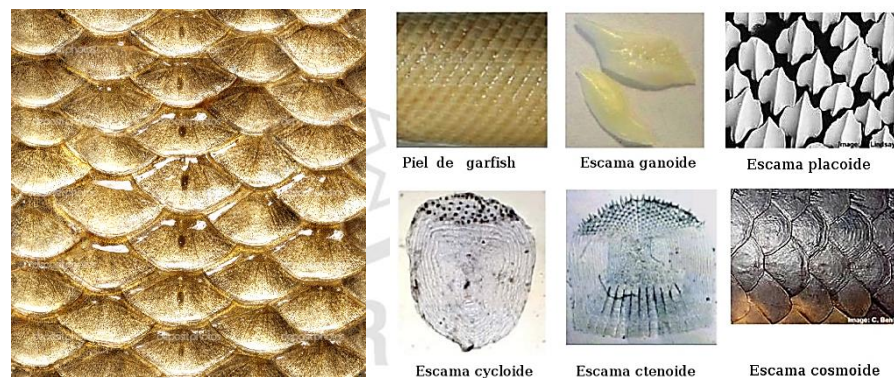 Piel de garfish
Escama ganoide
Escama placoide
Escama cycloide
Escama ctenoide
Escama cosmoide